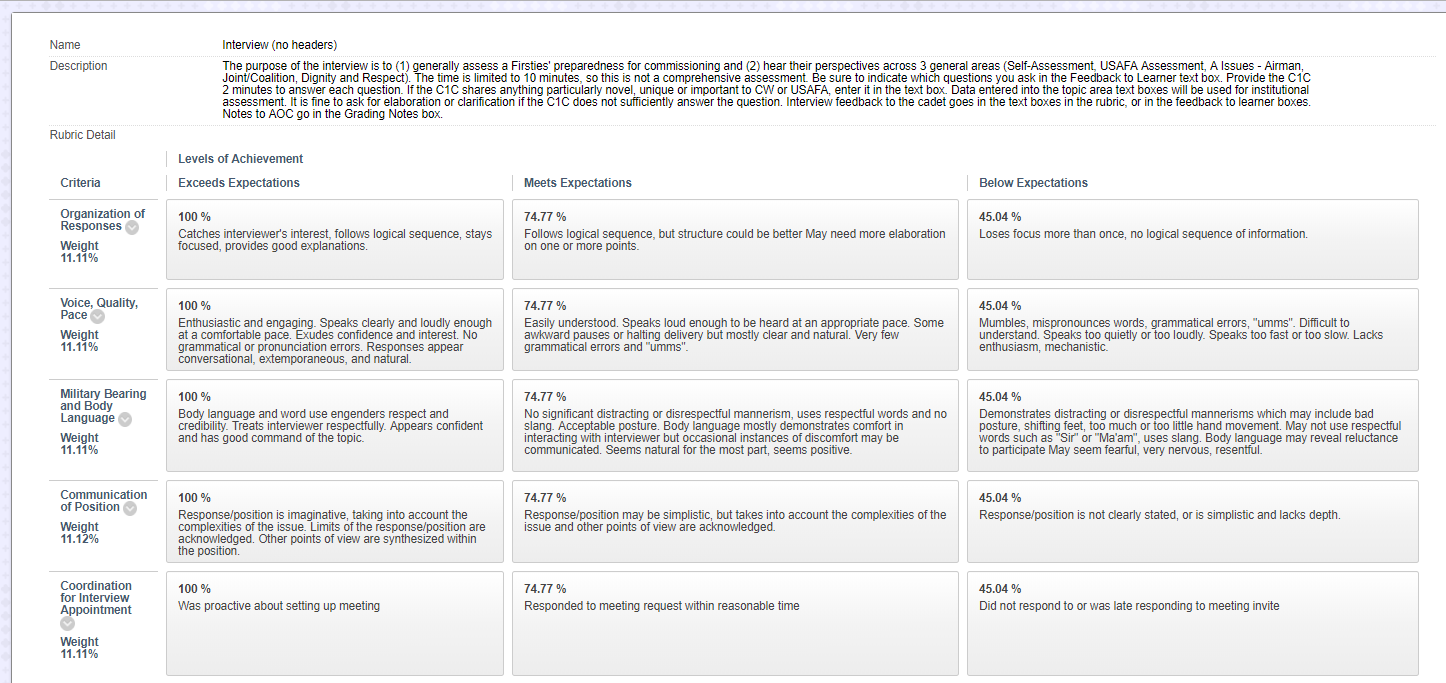 Name
Interview (no headers)
Description
The purpose of the interview is to (1) generally assess a Firsties' preparedness for commissioning and (2) hear their perspectives across 3 general areas (Self-Assessment, USAFA Assessment, A Issues - Airman,
Joint/Coalition, Dignity and Respect). The time is limited to 10 minutes, so this is not a comprehensive assessment. Be sure to indicate which questions you ask in the Feedback to Learner text box. Provide the C1C
2 minutes to answer each question. If the C1C shares anything particularly novel, unique or important to CW or USAFA, enter it in the text box. Data entered into the topic area text boxes will be used for institutional
assessment. It is fine to ask for elaboration or clarification if the C1C does not sufficiently answer the question. Interview feedback to the cadet goes in the text boxes in the rubric, or in the feedback to learner boxes.
Notes to AOC go in the Grading Notes box.
Rubric Detail
Levels of Achievement
Criteria
Exceeds Expectations
Meets Expectations
Below Expectations
Organization of
Responses
Weight
11.11%
100 %
Catches interviewer's interest, follows logical sequence, stays
focused, provides good explanations.
74.77 %
Follows logical sequence, but structure could be better May need more elaboration
on one or more points.
45.04 %
Loses focus more than once, no logical sequence of information.
Voice, Quality,
Pace
Weight
11.11%
100 %
Enthusiastic and engaging. Speaks clearly and loudly enough
at a comfortable pace. Exudes confidence and interest. No
grammatical or pronunciation errors. Responses appear
conversational, extemporaneous, and natural.
74.77 %
Easily understood. Speaks loud enough to be heard at an appropriate pace. Some
awkward pauses or halting delivery but mostly clear and natural. Very few
grammatical errors and "umms".
45.04 %
Mumbles, mispronounces words, grammatical errors, "umms". Difficult to
understand. Speaks too quietly or too loudly. Speaks too fast or too slow. Lacks
enthusiasm, mechanistic.
Military Bearing
and Body
Language
Weight
11.11%
100 %
Body language and word use engenders respect and
credibility. Treats interviewer respectfully. Appears confident
and has good command of the topic.
74.77 %
No significant distracting or disrespectful mannerism, uses respectful words and no
slang. Acceptable posture. Body language mostly demonstrates comfort in
interacting with interviewer but occasional instances of discomfort may be
communicated. Seems natural for the most part, seems positive.
45.04 %
Demonstrates distracting or disrespectful mannerisms which may include bad
posture, shifting feet, too much or too little hand movement. May not use respectful
words such as "Sir" or "Ma'am", uses slang. Body language may reveal reluctance
to participate May seem fearful, very nervous, resentful.
Communication
of Position
Weight
11.12%
100 %
Response/position is imaginative, taking into account the
complexities of the issue. Limits of the response/position are
acknowledged. Other points of view are synthesized within
the position.
74.77 %
Response/position may be simplistic, but takes into account the complexities of the
issue and other points of view are acknowledged.
45.04 %
Response/position is not clearly stated, or is simplistic and lacks depth.
Coordination
for Interview
Appointment
Weight
11.11%
100 %
Was proactive about setting up meeting
74.77 %
Responded to meeting request within reasonable time
45.04 %
Did not respond to or was late responding to meeting invite